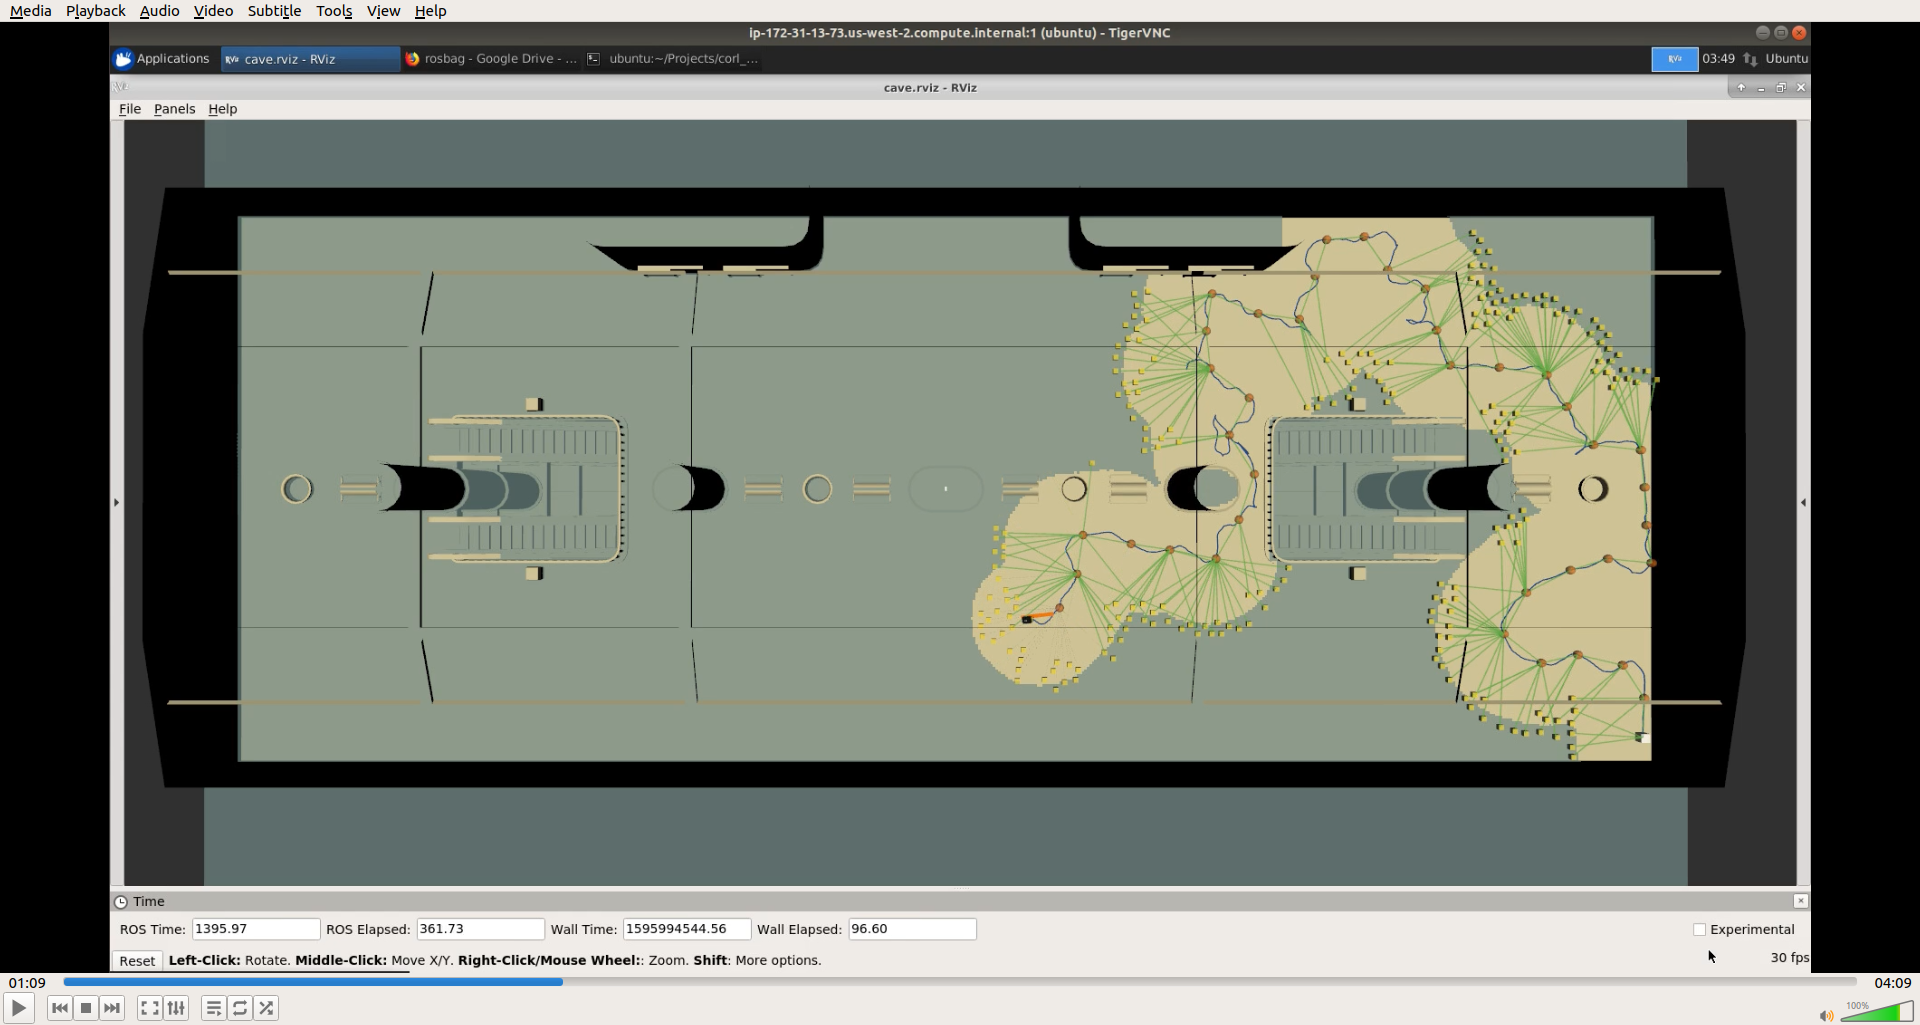 Media Playback Audio Video Subtitle Tools View Help
ip-172-31-13-73.us-west-2.compute.internal:1 (ubuntu) - TigerVNC
Applications RViz cave.rviz - RViz rosbag - Google Drive - ... ubuntu:~/Projects/corl_... RViz 03:49 Ubuntu
RViz cave.rviz - RViz
File Panels Help
Time
ROS Time: 1395.97 ROS Elapsed: 361.73 Wall Time: 1595994544.56 Wall Elapsed: 96.60 Experimental
Reset Left-Click: Rotate. Middle-Click: Move X/Y. Right-Click/Mouse Wheel:: Zoom. Shift: More options. 30 fps
01:09 04:09
100%